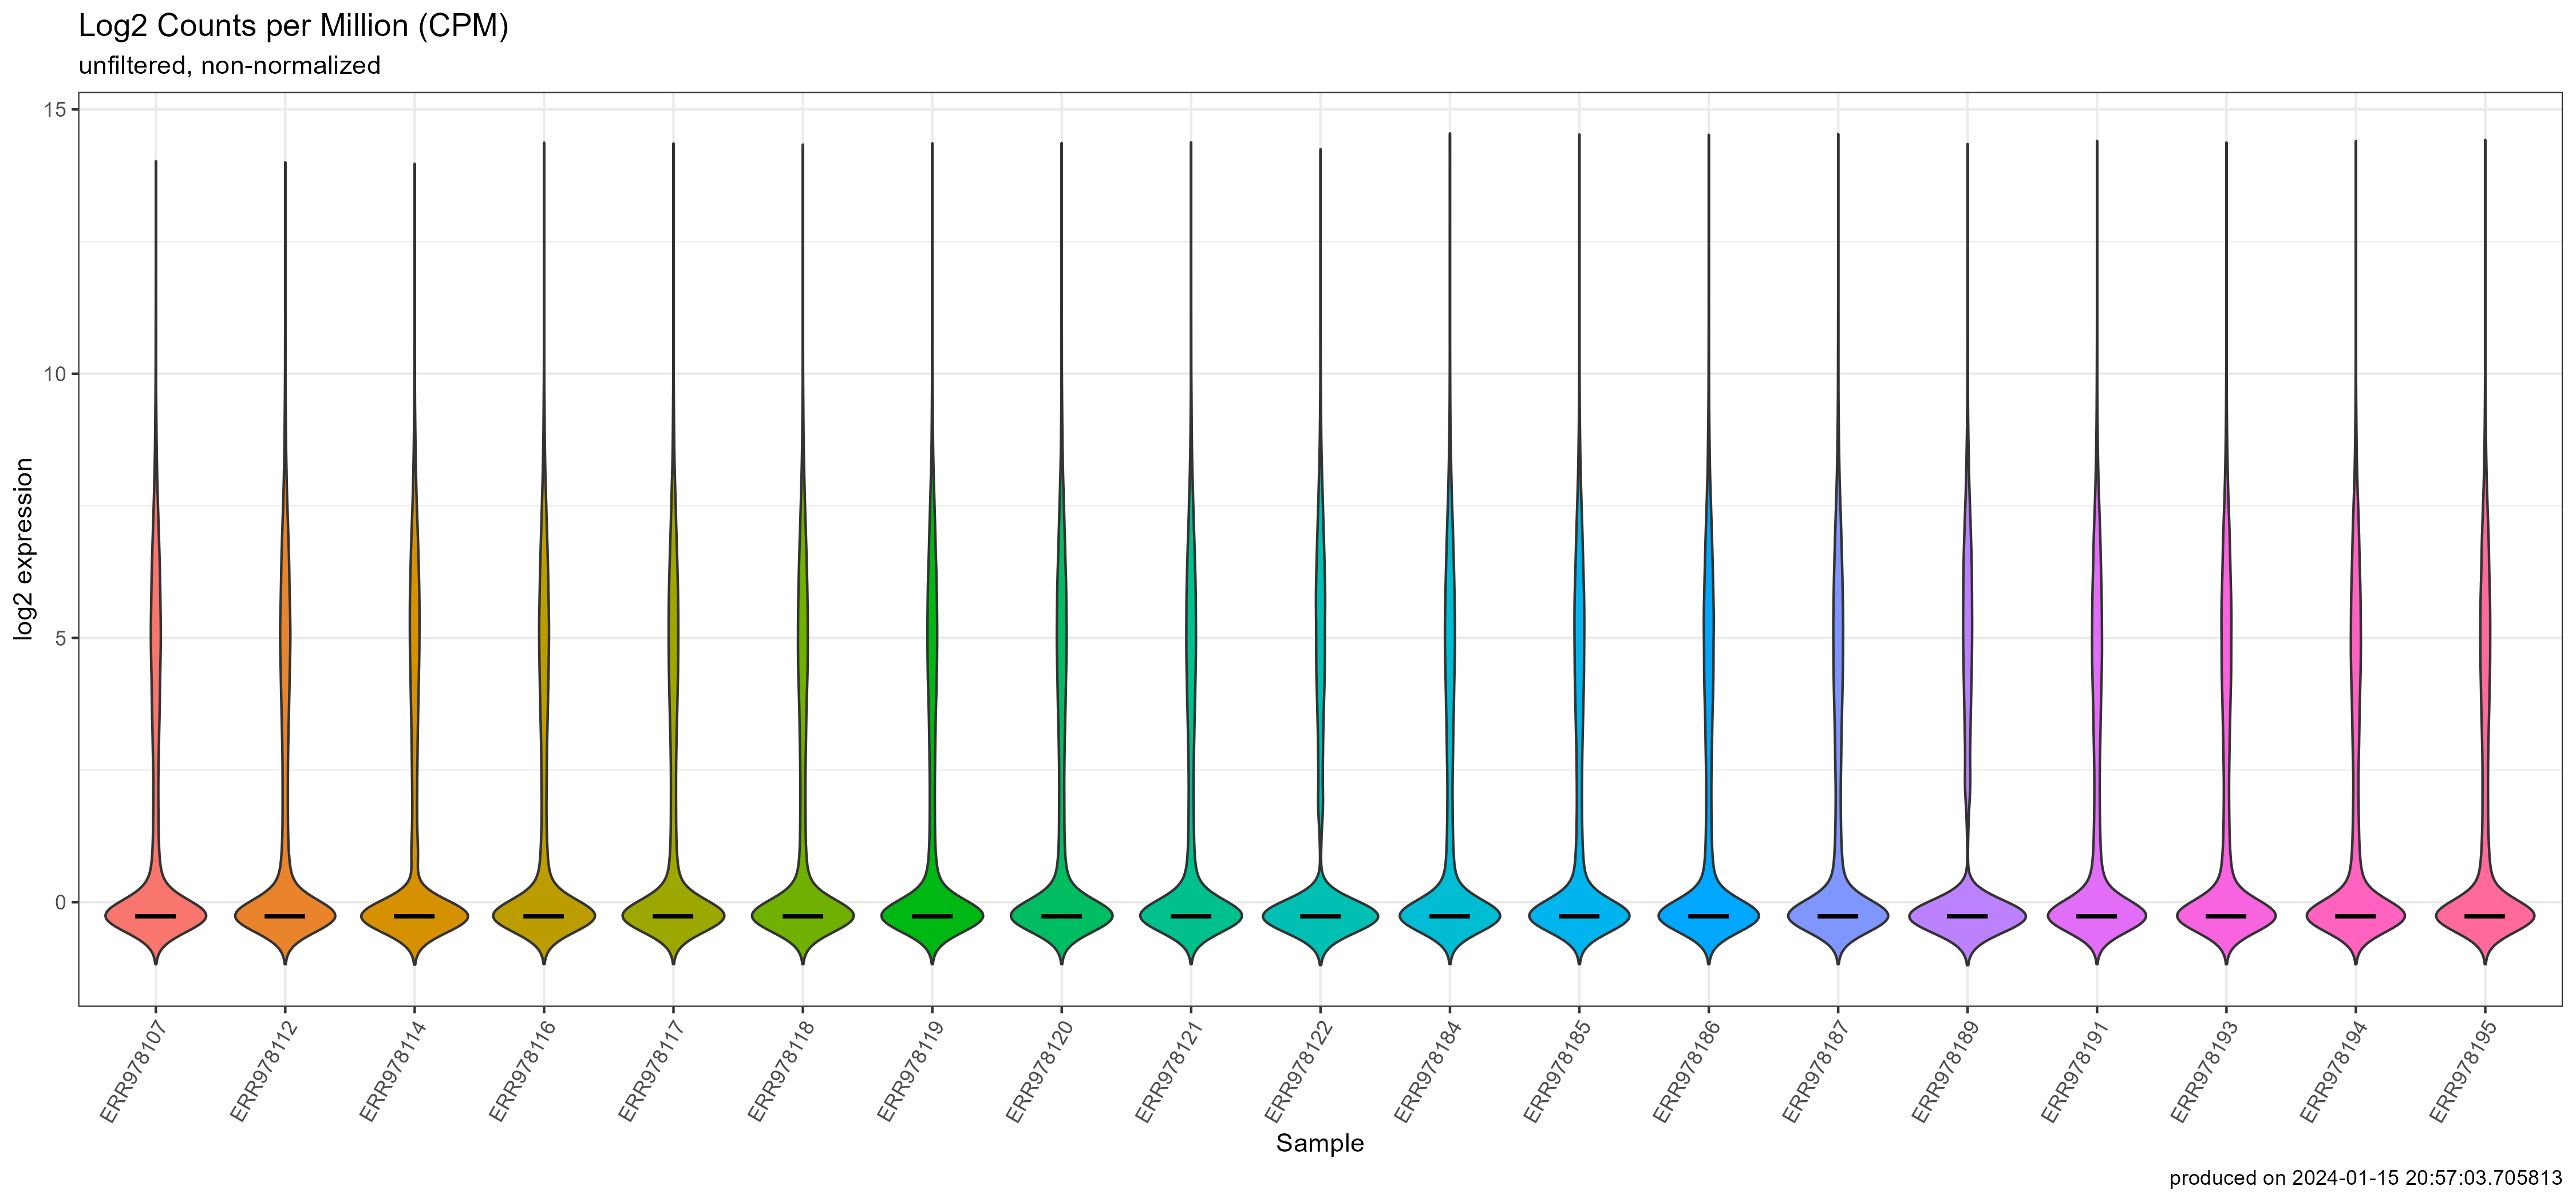 Log2 Counts per Million (CPM)
unfiltered, non-normalized
15
10
5
0
log2 expression
ERR978107
ERR978112
ERR978114
ERR978116
ERR978117
ERR978118
ERR978119
ERR978120
ERR978121
ERR978122
ERR978184
ERR978185
ERR978186
ERR978187
ERR978189
ERR978191
ERR978193
ERR978194
ERR978195
Sample
produced on 2024-01-15 20:57:03.705813